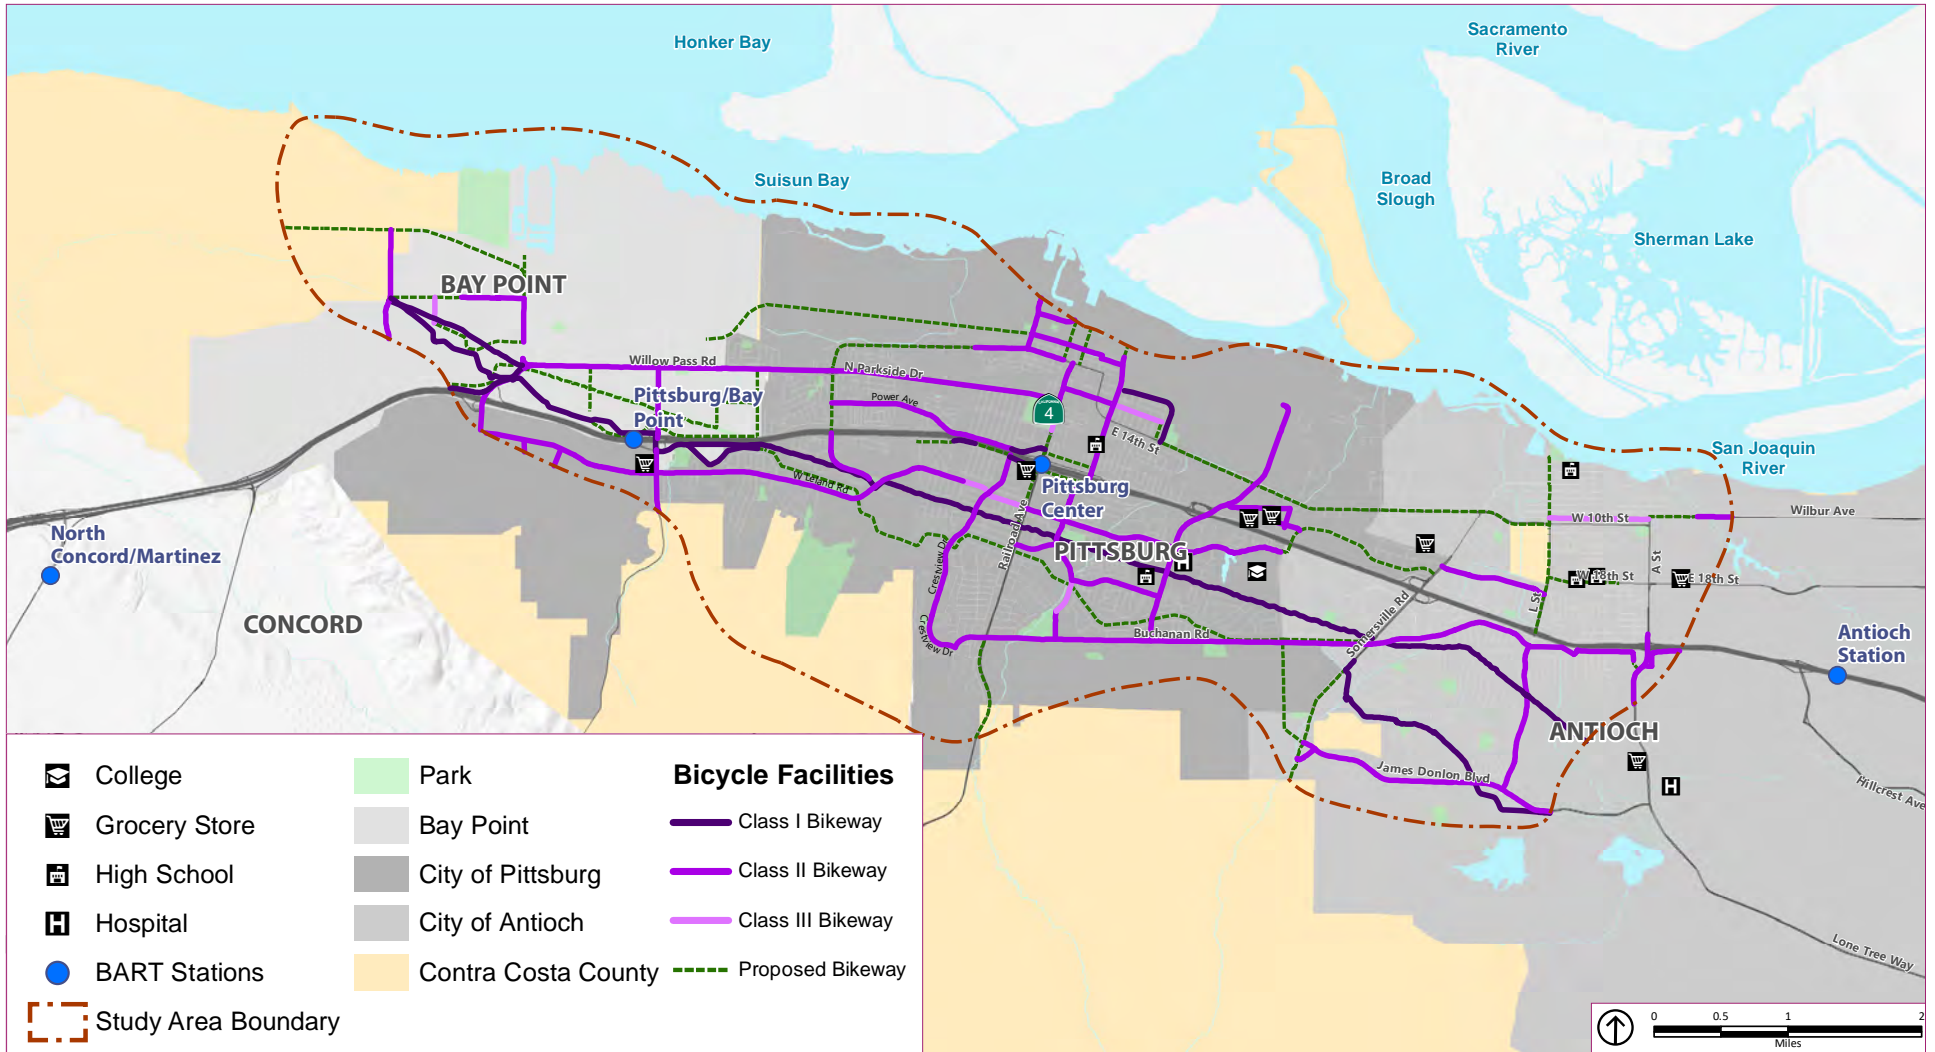 Honker Bay
Sacramento
River
Suisun Bay
Broad
Slough
Sherman Lake
BAY POINT
Willow Pass Rd
N Parkside Dr
Pittsburg/Bay
Point
Power Ave
4
E 14th St
San Joaquin
River
W Leland Rd
Pittsburg
Center
Railroad Ave
W 10th St
Wilbur Ave
North
Concord/Martinez
PITTSBURG
Crestview Dr
A St
W 18th St
E 18th St
L St
CONCORD
Crestview Dr
Buchanan Rd
Somersville Rd
Antioch
Station
ANTIOCH
James Donlon Blvd
Hillcrest Ave
Lone Tree Way
College
Grocery Store
High School
Hospital
BART Stations
Study Area Boundary
Park
Bay Point
City of Pittsburg
City of Antioch
Contra Costa County
Bicycle Facilities
Class I Bikeway
Class II Bikeway
Class III Bikeway
Proposed Bikeway
0 0.5 1 2
Miles